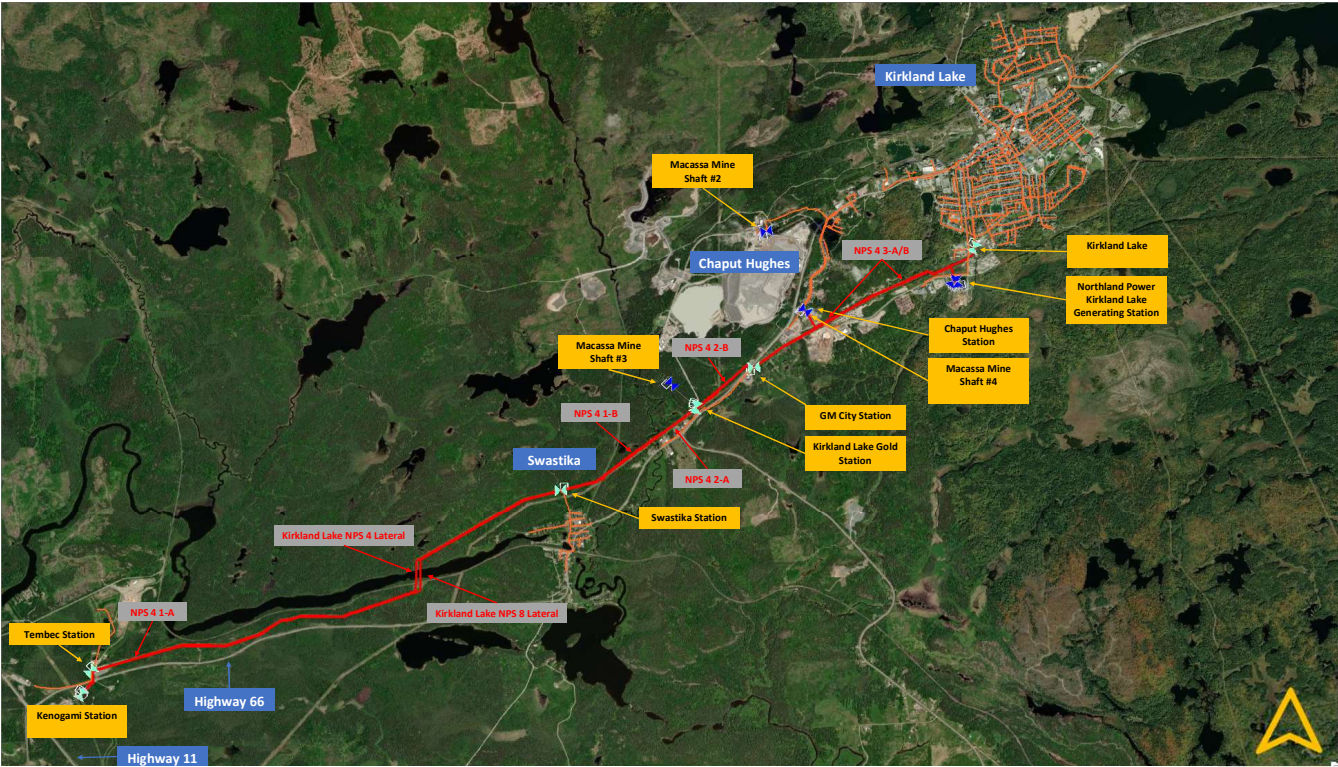 Kirkland Lake
Macassa Mine
Shaft #2
NPS 4 3-A/B
Kirkland Lake
Chaput Hughes
Northland Power
Kirkland Lake
Generating Station
Chaput Hughes
Station
Macassa Mine
Shaft #3
NPS 4 2-B
Macassa Mine
Shaft #4
NPS 4 1-B
GM City Station
Kirkland Lake Gold
Station
Swastika
NPS 4 2-A
Swastika Station
Kirkland Lake NPS 4 Lateral
NPS 4 1-A
Kirkland Lake NPS 8 Lateral
Tembec Station
Highway 66
Kenogami Station
Highway 11